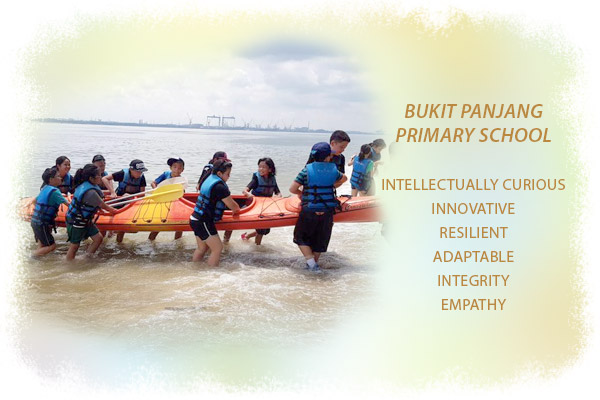 BUKIT PANJANG
PRIMARY SCHOOL
INTELLECTUALLY CURIOUS
INNOVATIVE
RESILIENT
ADAPTABLE
INTEGRITY
EMPATHY